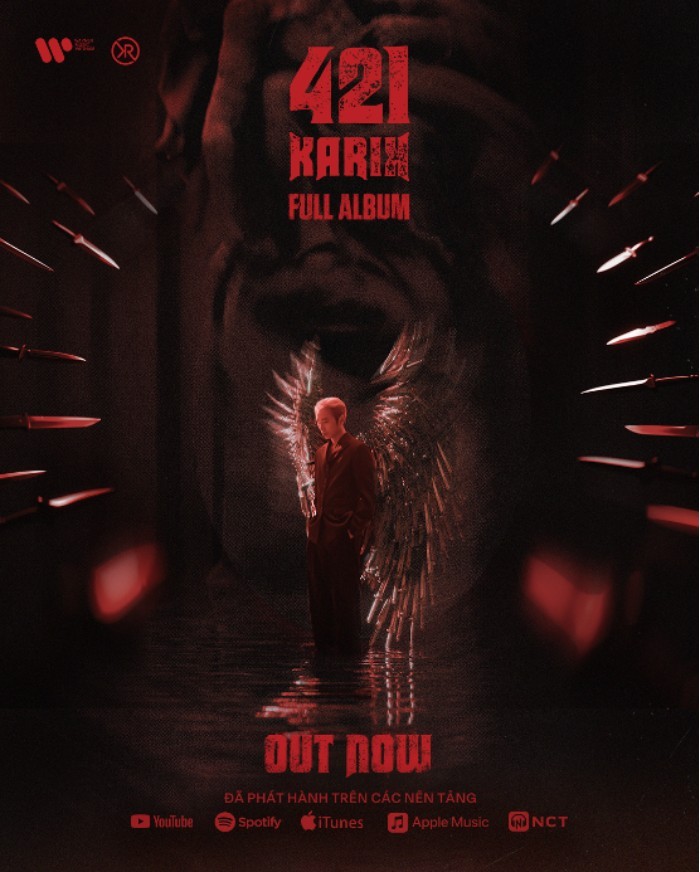 421
KARIK
FULL ALBUM
OUT NOW
ĐÃ PHÁT HÀNH TRÊN CÁC NỀN TẢNG
YouTube Spotify iTunes Apple Music NCT